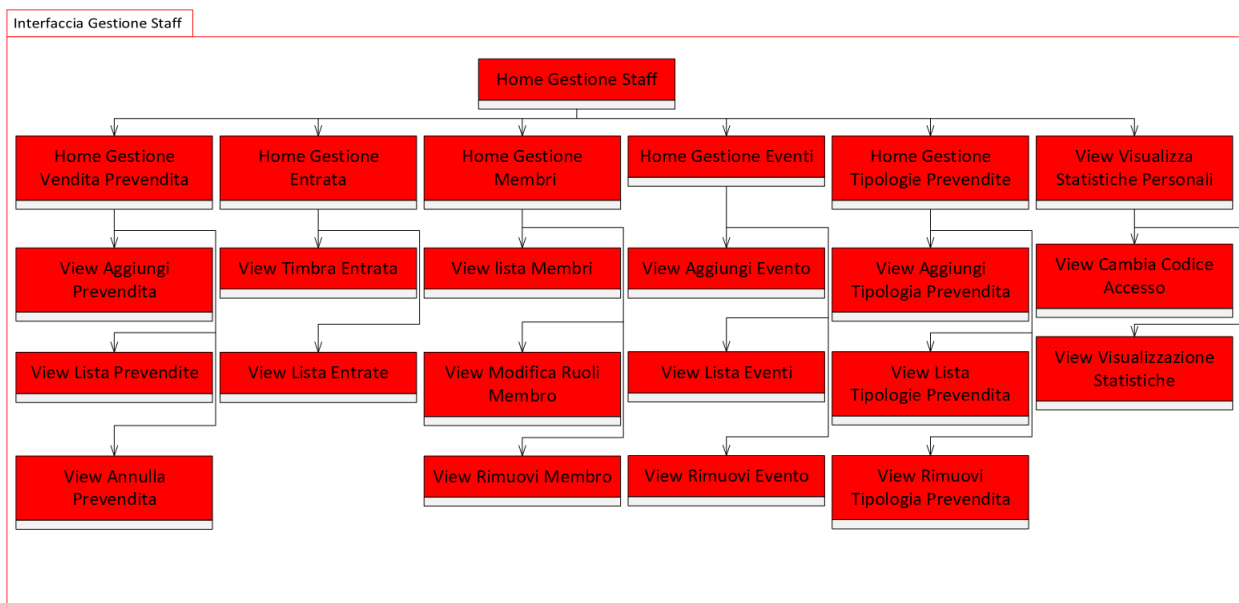 Interfaccia Gestione Staff
Home Gestione Staff
Home Gestione
Vendita Prevendita
Home Gestione
Entrata
Home Gestione
Membri
Home Gestione Eventi
Home Gestione
Tipologie Prevendite
View Visualizza
Statistiche Personali
View Aggiungi
Prevendita
View Timbra Entrata
View lista Membri
View Aggiungi Evento
View Aggiungi
Tipologia Prevendita
View Cambia Codice
Accesso
View Lista Prevendite
View Lista Entrate
View Modifica Ruoli
Membro
View Lista Eventi
View Lista
Tipologie Prevendita
View Visualizzazione
Statistiche
View Annulla
Prevendita
View Rimuovi Membro
View Rimuovi Evento
View Rimuovi
Tipologia Prevendita